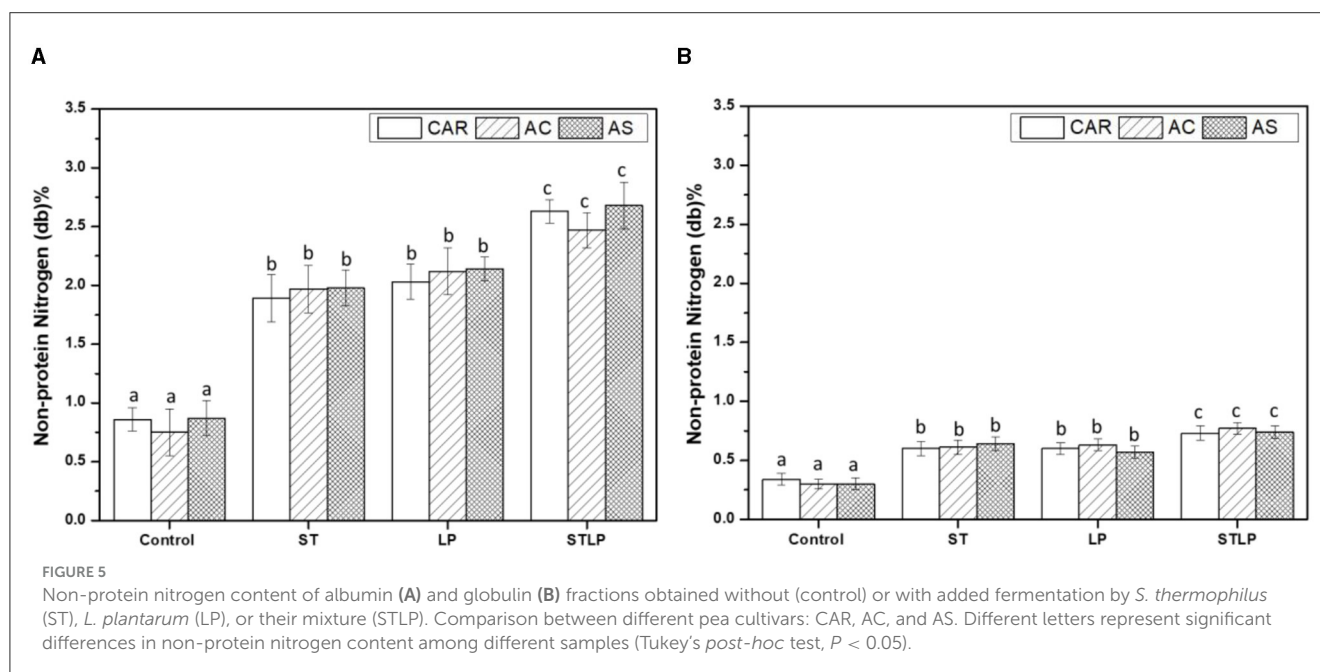 A
3.5
3.0
2.5
2.0
1.5
1.0
0.5
0.0
Non-protein Nitrogen (db)%
CAR AC AS
a a a
b b b
b b b
c c c
Control ST LP STLP
B
3.5
3.0
2.5
2.0
1.5
1.0
0.5
0.0
Non-protein Nitrogen (db)%
CAR AC AS
a a a
b b b
b b b
c c c
Control ST LP STLP
FIGURE 5
Non-protein nitrogen content of albumin (A) and globulin (B) fractions obtained without (control) or with added fermentation by S. thermophilus
(ST), L. plantarum (LP), or their mixture (STLP). Comparison between different pea cultivars: CAR, AC, and AS. Different letters represent significant
differences in non-protein nitrogen content among different samples (Tukey's post-hoc test, P < 0.05).